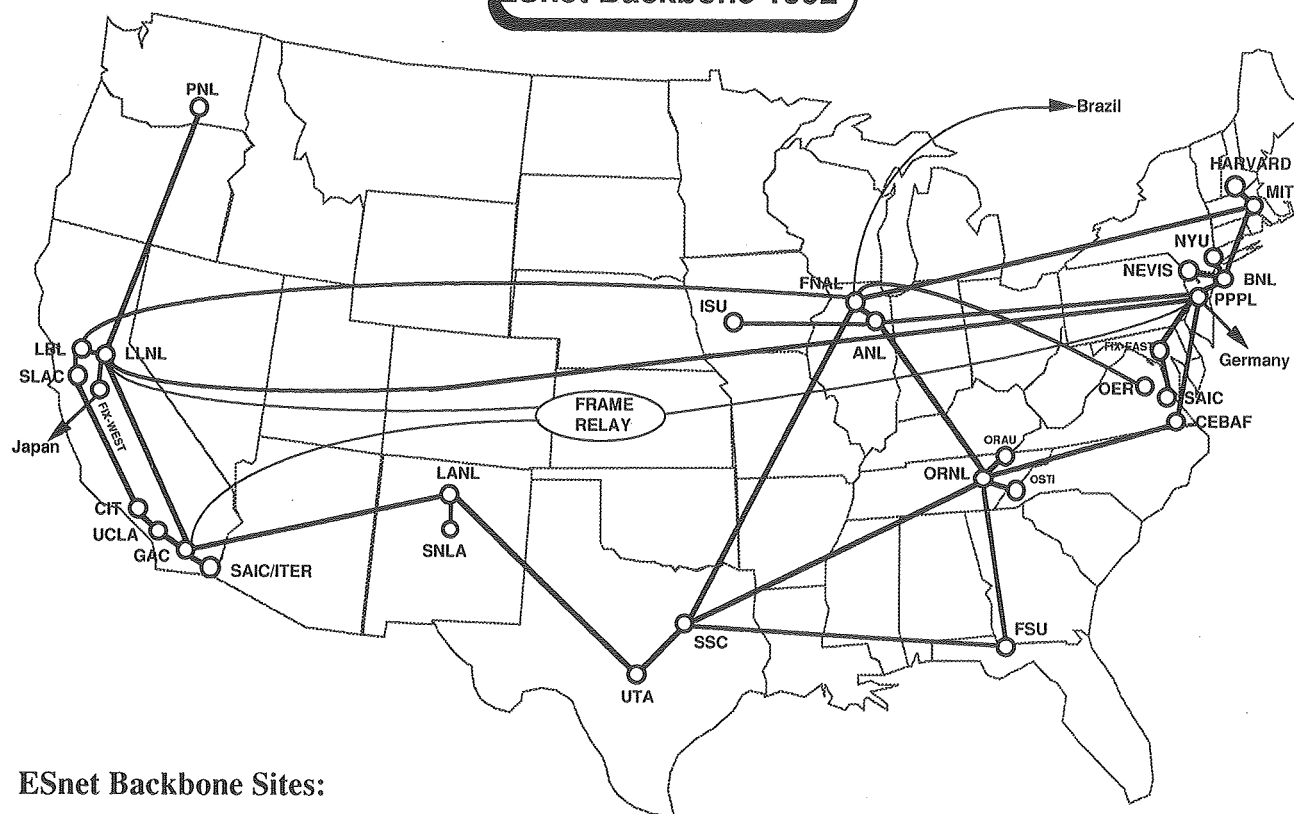 ESnet Backbone 1992
PNL
Brazil
HARVARD
MIT
NYU
NEVIS
BNL
FNAL
PPPL
ISU
LBL
LLNL
ANL
FIX-EAST
Germany
SLAC
OER
SAIC
FRAME
RELAY
CEBAF
FIX-WEST
Japan
ORAU
LANL
ORNL
OSTI
CIT
UCLA
SNLA
GAC
SAIC/ITER
FSU
SSC
UTA
ESnet Backbone Sites: